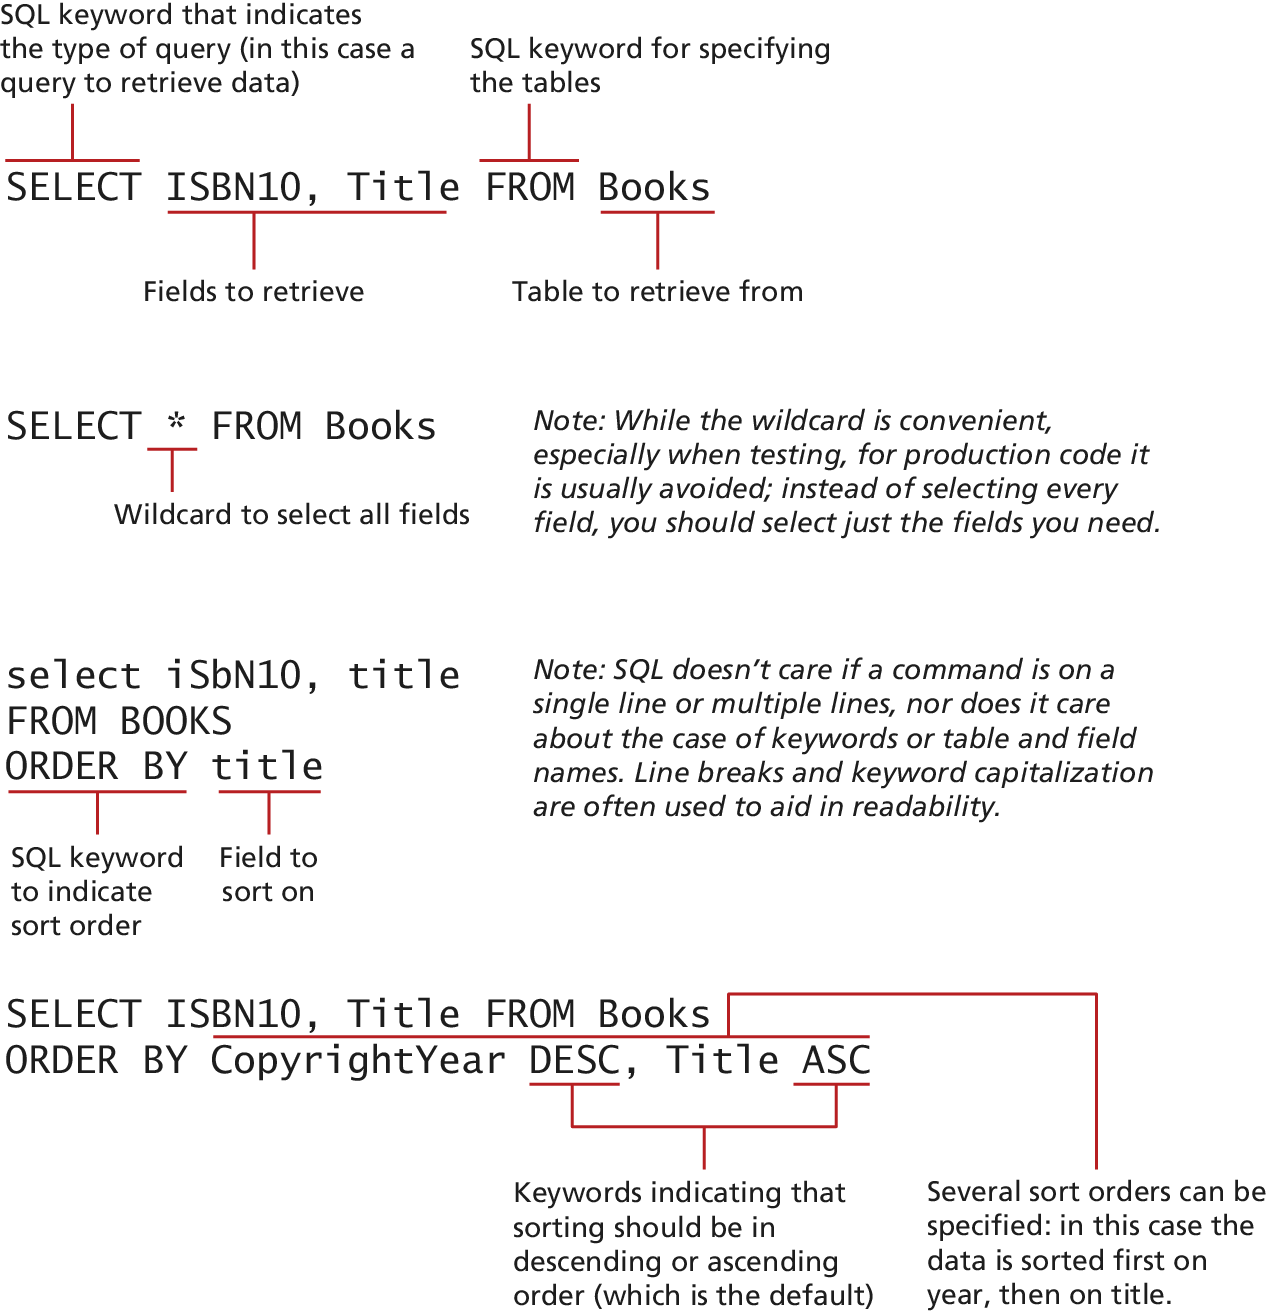 SQL keyword that indicates
the type of query (in this case a
query to retrieve data)
SQL keyword for specifying
the tables
SELECT ISBN10, Title FROM Books
Fields to retrieve
Table to retrieve from
SELECT * FROM Books
Wildcard to select all fields
Note: While the wildcard is convenient,
especially when testing, for production code it
is usually avoided; instead of selecting every
field, you should select just the fields you need.
select iSbN10, title
FROM BOOKS
ORDER BY title
SQL keyword
to indicate
sort order
Field to
sort on
Note: SQL doesn’t care if a command is on a
single line or multiple lines, nor does it care
about the case of keywords or table and field
names. Line breaks and keyword capitalization
are often used to aid in readability.
SELECT ISBN10, Title FROM Books
ORDER BY CopyrightYear DESC, Title ASC
Keywords indicating that
sorting should be in
descending or ascending
order (which is the default)
Several sort orders can be
specified: in this case the
data is sorted first on
year, then on title.